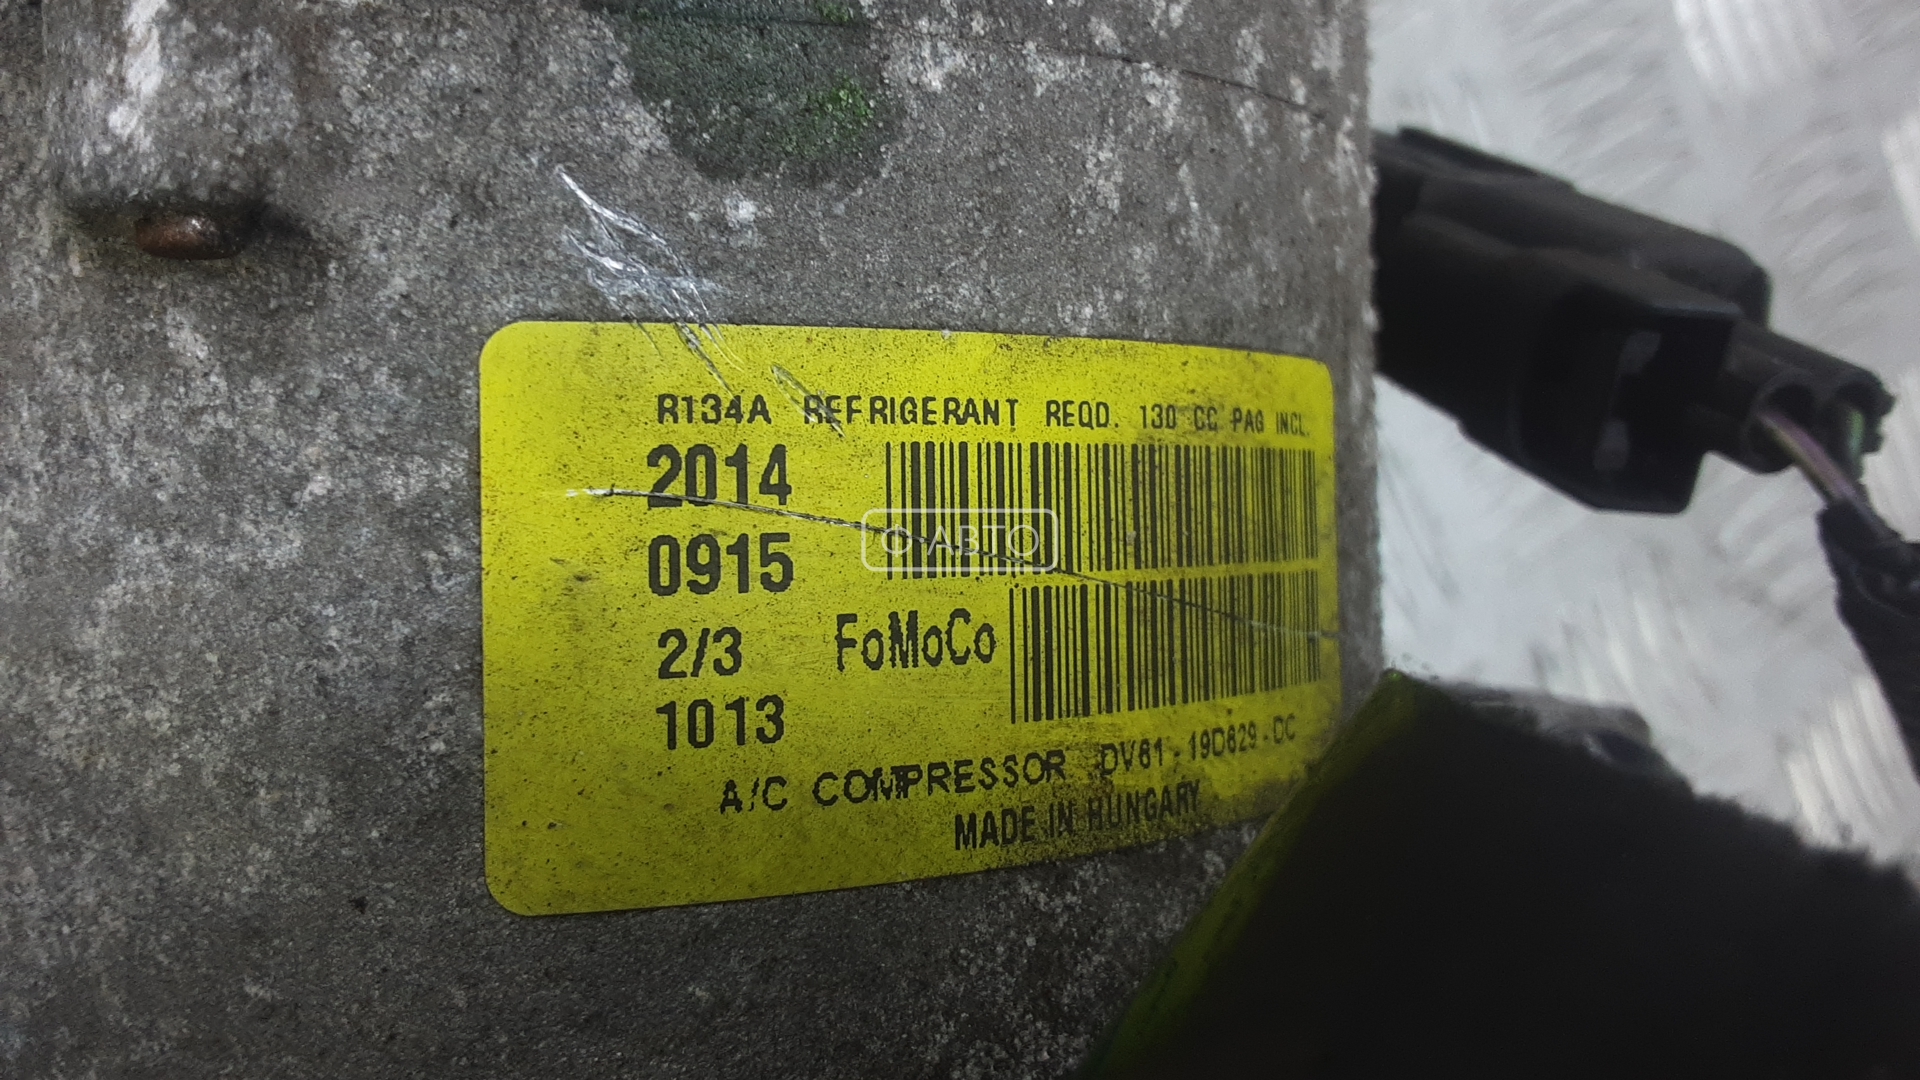 R134A REFRIGERANT REQD. 130 CC PAG INCL.
2014
0915
О АВТО
2/3 FoMoCo
1013
A/C COMPRESSOR DV61-19D629-DC
MADE IN HUNGARY